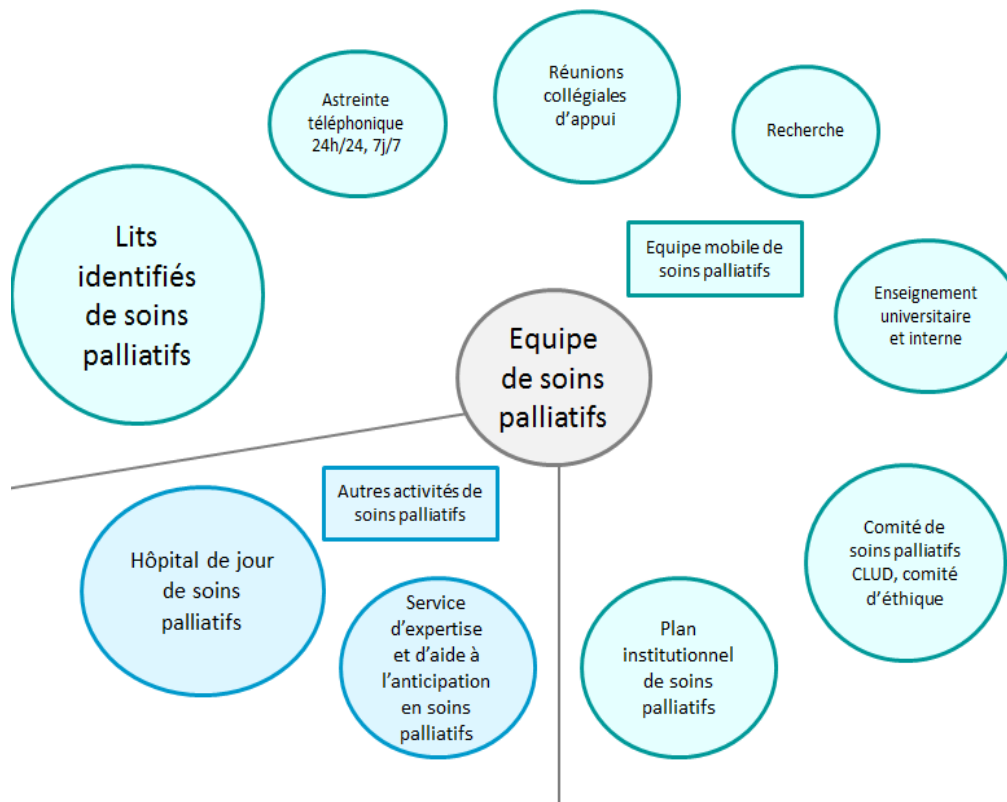 Réunions
collégiales
d'appui
Astreinte
téléphonique
24h/24, 7j/7
Recherche
Lits
identifiés
de soins
palliatifs
Equipe mobile de
soins palliatifs
Enseignement
universitaire
et interne
Equipe
de soins
palliatifs
Autres activités de
soins palliatifs
Hôpital de jour
de soins
palliatifs
Service
d'expertise
et d'aide à
l'anticipation
en soins
palliatifs
Plan
institutionnel
de soins
palliatifs
Comité de
soins palliatifs
CLUD, comité
d'éthique